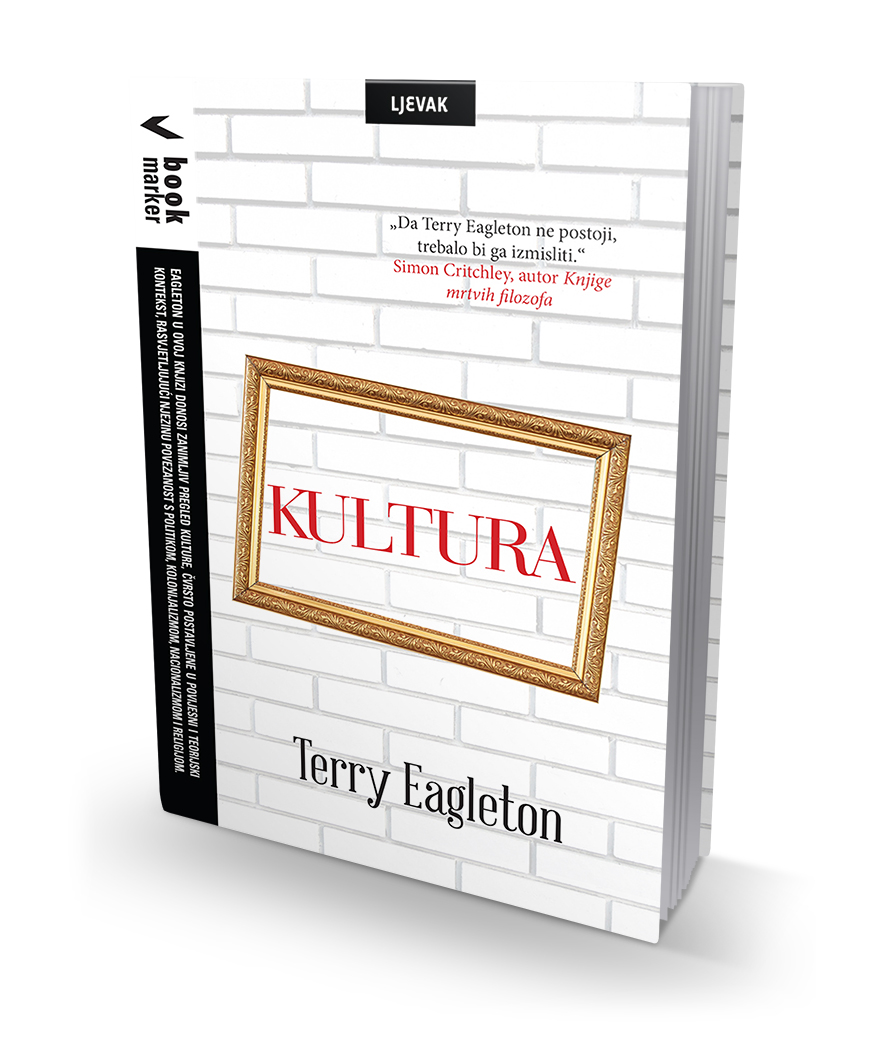 LJEVAK
book
marker
EAGLETON U OVOJ KNJIZI DONOSI ZANIMLJIV PREGLED KULTURE, ČVRSTO POSTAVLJENE U POVIJESNI I TEORIJSKI
KONTEKST, RASVJETLJUJUĆI NJEZINU POVEZANOST S POLITIKOM, KOLONIJALIZMOM, NACIONALIZMOM I RELIGIJOM.
„Da Terry Eagleton ne postoji,
trebalo bi ga izmisliti.“
Simon Critchley, autor Knjige
mrtvih filozofa
KULTURA
Terry Eagleton